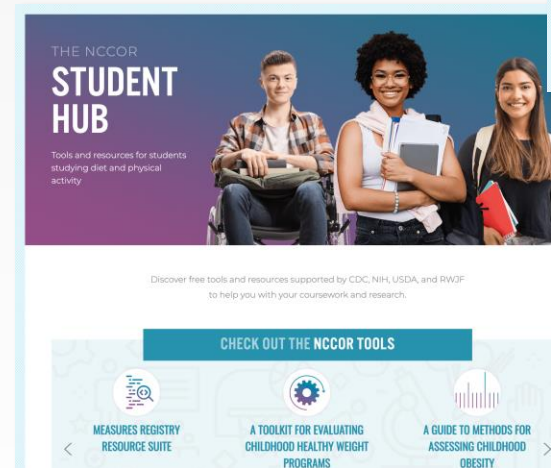 THE NCCOR
STUDENT
HUB
Tools and resources for students
studying diet and physical
activity
Discover free tools and resources supported by CDC, NIH, USDA, and RWJF
to help you with your coursework and research.
CHECK OUT THE NCCOR TOOLS
MEASURES REGISTRY
RESOURCE SUITE
A TOOLKIT FOR EVALUATING
CHILDHOOD HEALTHY WEIGHT
PROGRAMS
A GUIDE TO METHODS FOR
ASSESSING CHILDHOOD
OBESITY